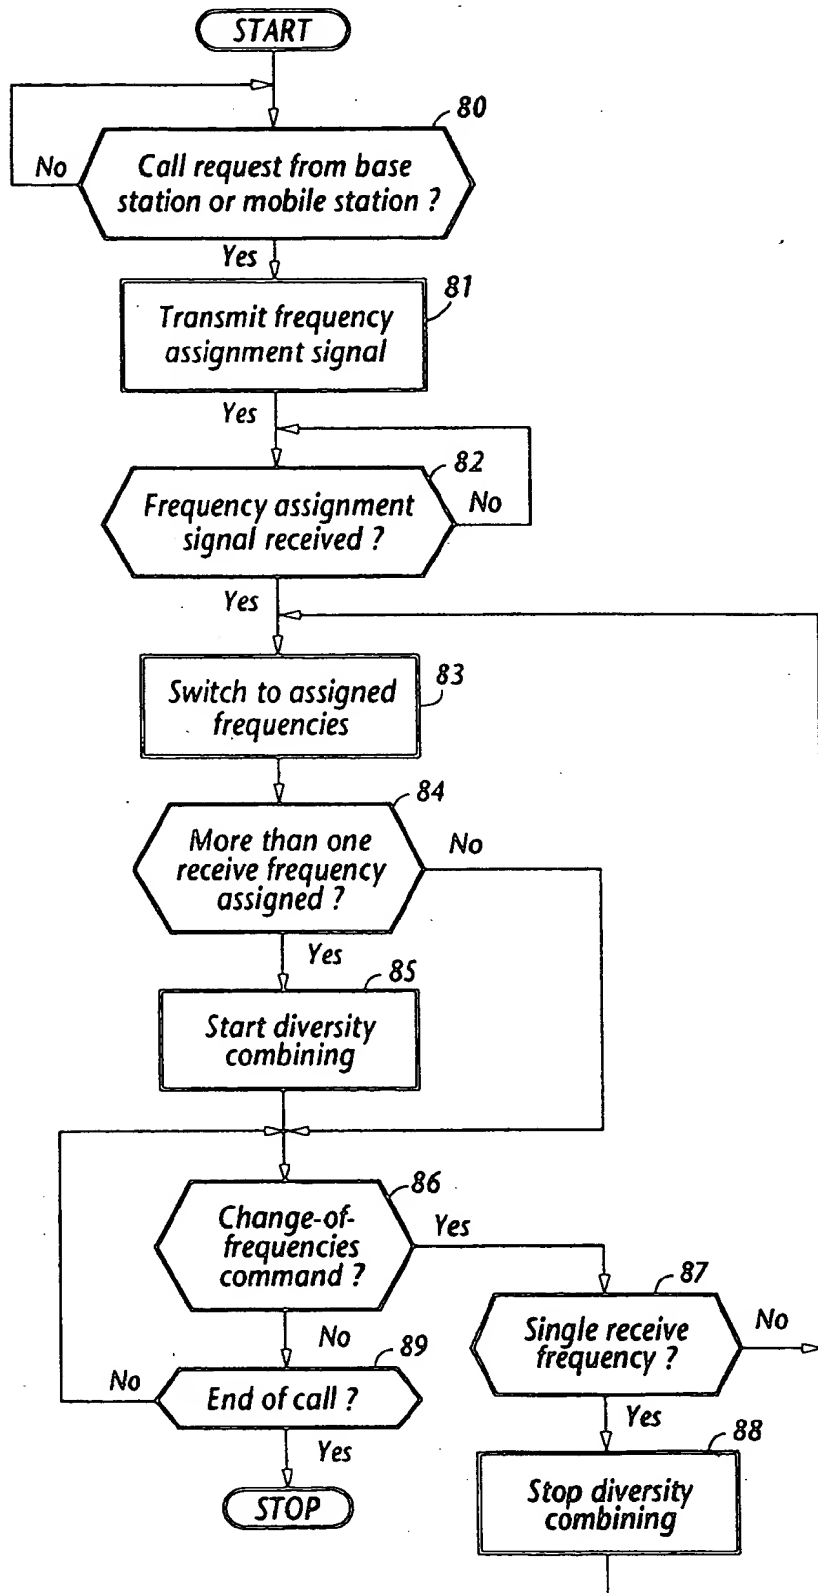 START
80
No
Call request from base
station or mobile station ?
Yes
81
Transmit frequency
assignment signal
Yes
82
Frequency assignment
signal received ?
No
Yes
83
Switch to assigned
frequencies
84
More than one
receive frequency
assigned ?
No
Yes
85
Start diversity
combining
86
Change-of-
frequencies
command ?
Yes
87
Single receive
frequency ?
No
No
89
No
End of call ?
Yes
Yes
88
STOP
Stop diversity
combining